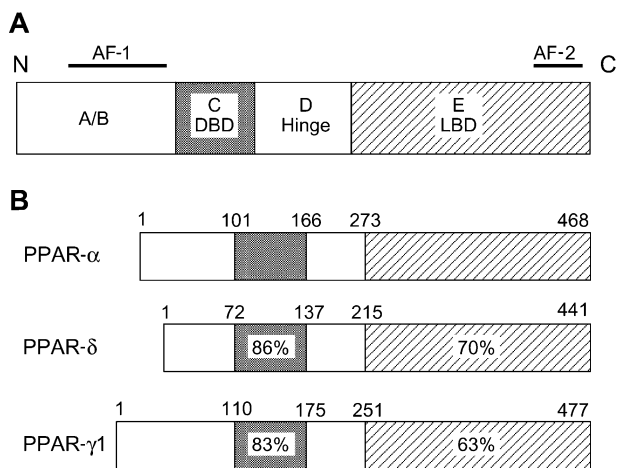 A
N AF-1 AF-2 C
A/B
C
DBD
D
Hinge
E
LBD
B
1 101 166 273 468
PPAR-α
1 72 137 215 441
PPAR-δ 86% 70%
1 110 175 251 477
PPAR-γ1 83% 63%